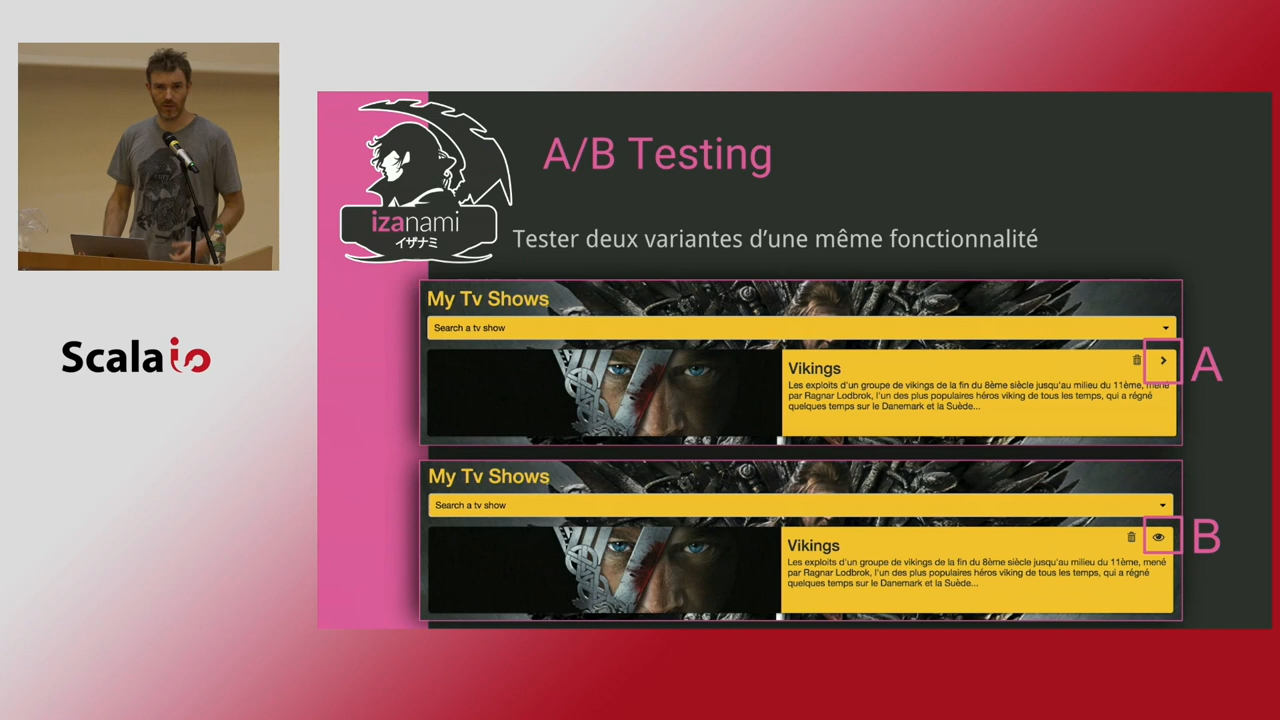 A/B Testing
izanami
イザナミ
Tester deux variantes d'une même fonctionnalité
My Tv Shows
Search a tv show
Vikings
Les exploits d'un groupe de vikings de la fin du 8ème siècle jusqu'au milieu du 11ème, mené
par Ragnar Lodbrok, l'un des plus populaires héros viking de tous les temps, qui a régné
quelques temps sur le Danemark et la Suède...
A
Scala io
My Tv Shows
Search a tv show
Vikings
Les exploits d'un groupe de vikings de la fin du 8ème siècle jusqu'au milieu du 11ème, mené
par Ragnar Lodbrok, l'un des plus populaires héros viking de tous les temps, qui a régné
quelques temps sur le Danemark et la Suède...
B